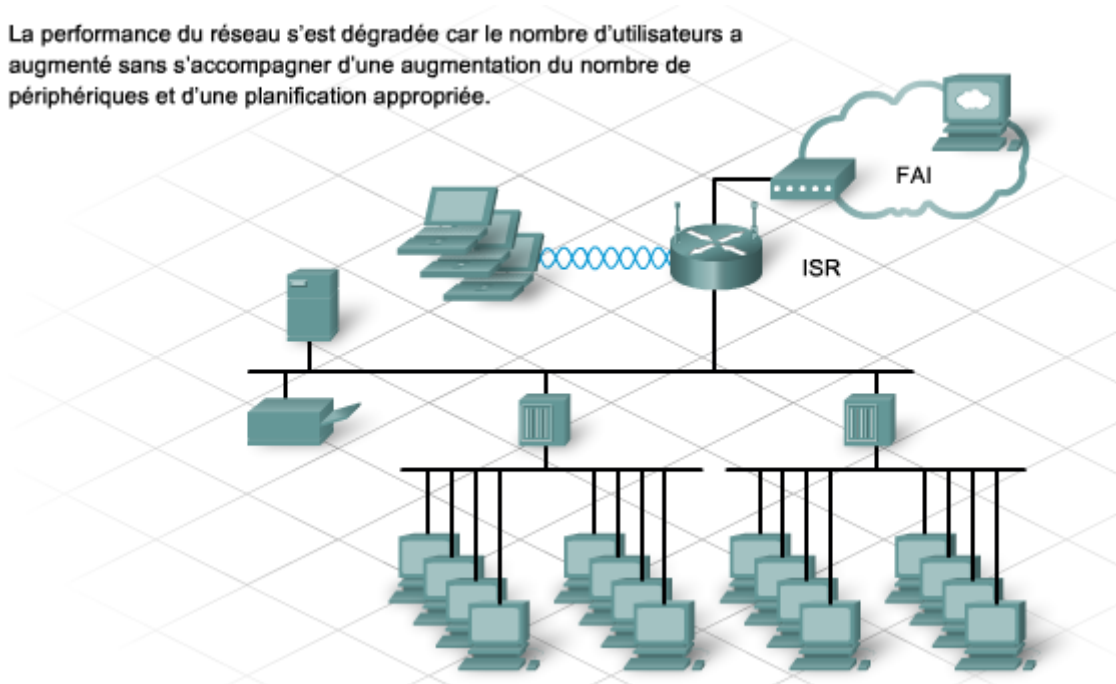 La performance du réseau s’est dégradée car le nombre d’utilisateurs a
augmenté sans s’accompagner d’une augmentation du nombre de
périphériques et d’une planification appropriée.
FAI
ISR